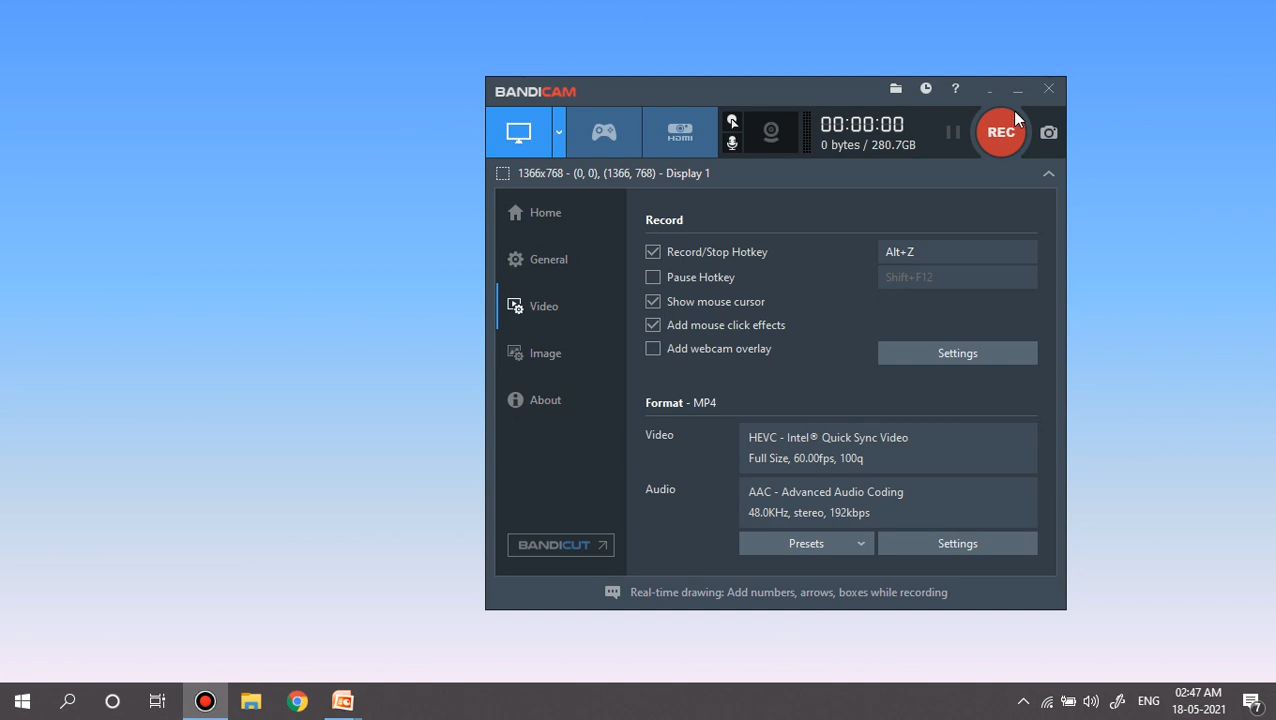 BANDICAM
?
HDMI
00:00:00
0 bytes / 280.7GB
REC
1366x768 - (0, 0), (1366, 768) - Display 1
Home
General
Video
Image
About
BANDICUT
Record
Record/Stop Hotkey
Alt+Z
Pause Hotkey
Shift+F12
Show mouse cursor
Add mouse click effects
Add webcam overlay
Settings
Format - MP4
Video
HEVC - Intel® Quick Sync Video
Full Size, 60.00fps, 100q
Audio
AAC - Advanced Audio Coding
48.0KHz, stereo, 192kbps
Presets
Settings
Real-time drawing: Add numbers, arrows, boxes while recording
ENG
02:47 AM
18-05-2021
7